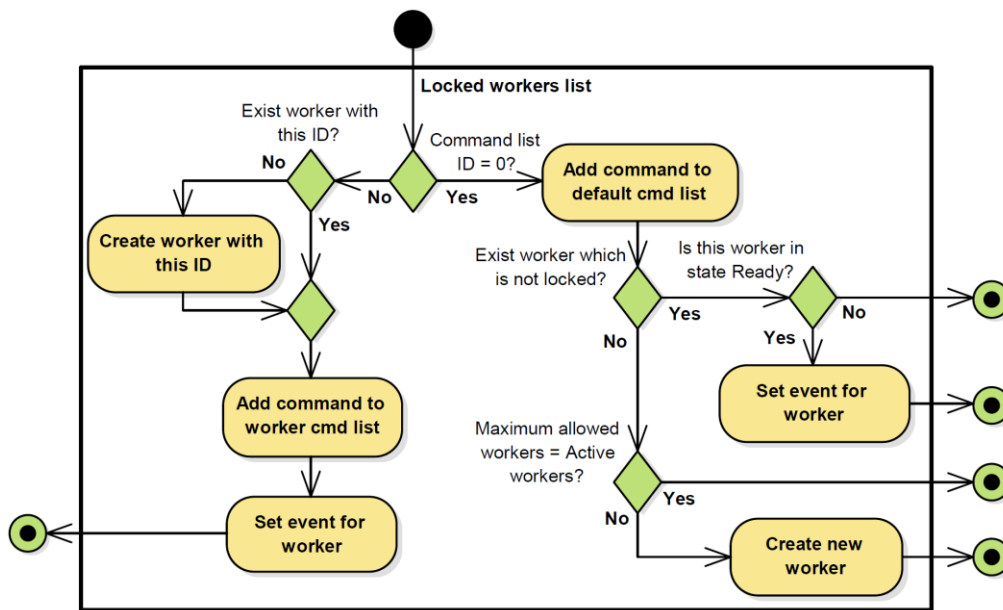 Locked workers list
Exist worker with
this ID?
Command list
ID = 0?
No
No
Yes
Add command to
default cmd list
Yes
Create worker with
this ID
Exist worker which
is not locked?
Is this worker in
state Ready?
Yes
No
No
Yes
Set event for
worker
Add command to
worker cmd list
Maximum allowed
workers = Active
workers?
Yes
No
Set event for
worker
Create new
worker